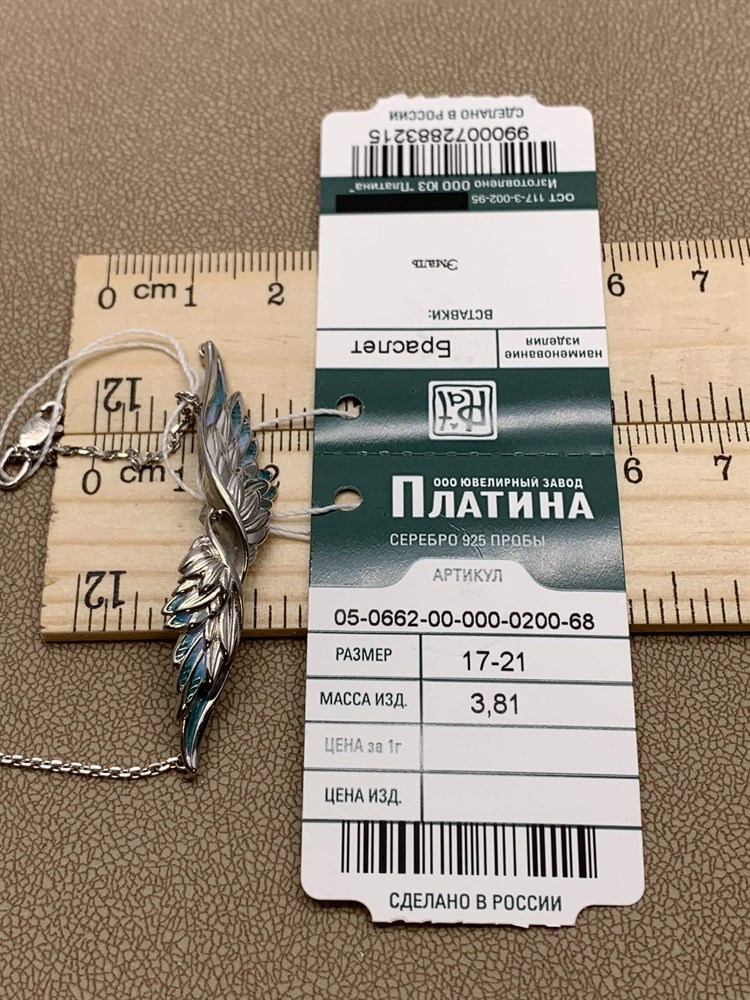 СДЕЛАНО В РОССИИ
9900072883215
Изготовлено ООО ЮЗ "Платина"
ОСТ 117-3-002-95
Эмаль
ВСТАВКИ:
наименование изделия Браслет
Plat
ООО ЮВЕЛИРНЫЙ ЗАВОД
ПЛАТИНА
СЕРЕБРО 925 ПРОБЫ
АРТИКУЛ
05-0662-00-000-0200-68
РАЗМЕР 17-21
МАССА ИЗД. 3,81
ЦЕНА за 1г
ЦЕНА ИЗД.
СДЕЛАНО В РОССИИ
0 cm 1 2 6 7
12
0 cm 6 7
12